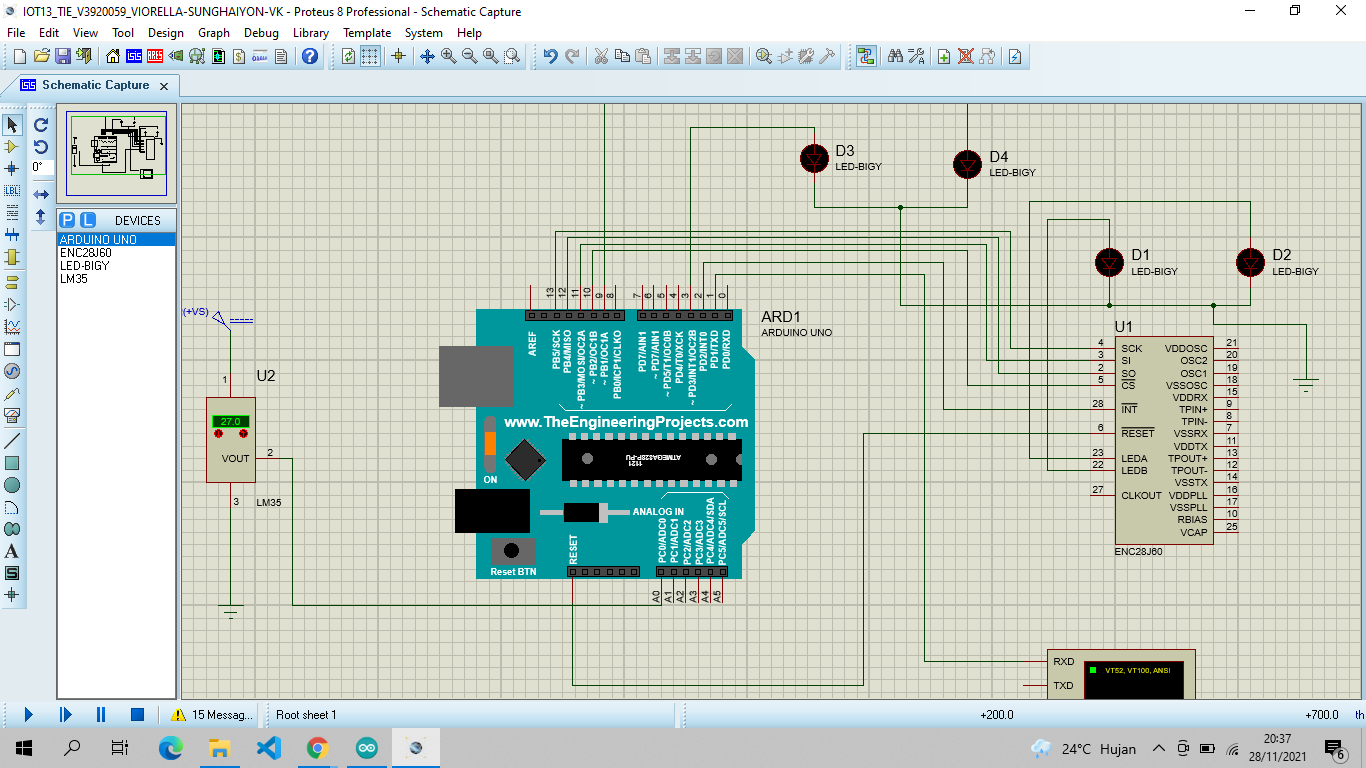 IOT13_TIE_V3920059_VIORELLA-SUNGHAIYON-VK - Proteus 8 Professional - Schematic Capture
File Edit View Tool Design Graph Debug Library Template System Help
Schematic Capture
0°
P L DEVICES
ARDUINO UNO
ENC28J60
LED-BIGY
LM35
D3
LED-BIGY
D4
LED-BIGY
D1
LED-BIGY
D2
LED-BIGY
(+VS)
1
U2
27.0
VOUT
2
3
LM35
13 12 11 10 9 8 7 6 5 4 3 2 1 0
AREF
PB5/SCK
PB4/MISO
~ PB3/MOSI/OC2A
~ PB2/OC1B
~ PB1/OC1A
PB0/ICP1/CLKO
PD7/AIN1
~ PD7/AIN1
~ PD5/T1/OC0B
PD4/T0/XCK
~ PD3/INT1/OC2B
PD2/INT0
PD1/TXD
PD0/RXD
ARD1
ARDUINO UNO
www.TheEngineeringProjects.com
ATMEGA328P-PU
1121
ON
ANALOG IN
RESET
PC0/ADC0
PC1/ADC1
PC2/ADC2
PC3/ADC3
PC4/ADC4/SDA
PC5/ADC5/SCL
Reset BTN
A0 A1 A2 A3 A4 A5
U1
4 SCK VDDOSC 21
3 SI OSC2 20
2 SO OSC1 19
5 CS VSSOSC 18
VDDRX 15
28 INT TPIN+ 9
TPIN- 8
6 RESET VSSRX 7
VDDTX 11
23 LEDA TPOUT+ 13
22 LEDB TPOUT- 12
VSSTX 14
27 CLKOUT VDDPLL 16
VSSPLL 17
RBIAS 10
VCAP 25
ENC28J60
RXD
TXD
VT52, VT100, ANSI
15 Messag... Root sheet 1 +200.0 +700.0 th
24°C Hujan
20:37
28/11/2021
6